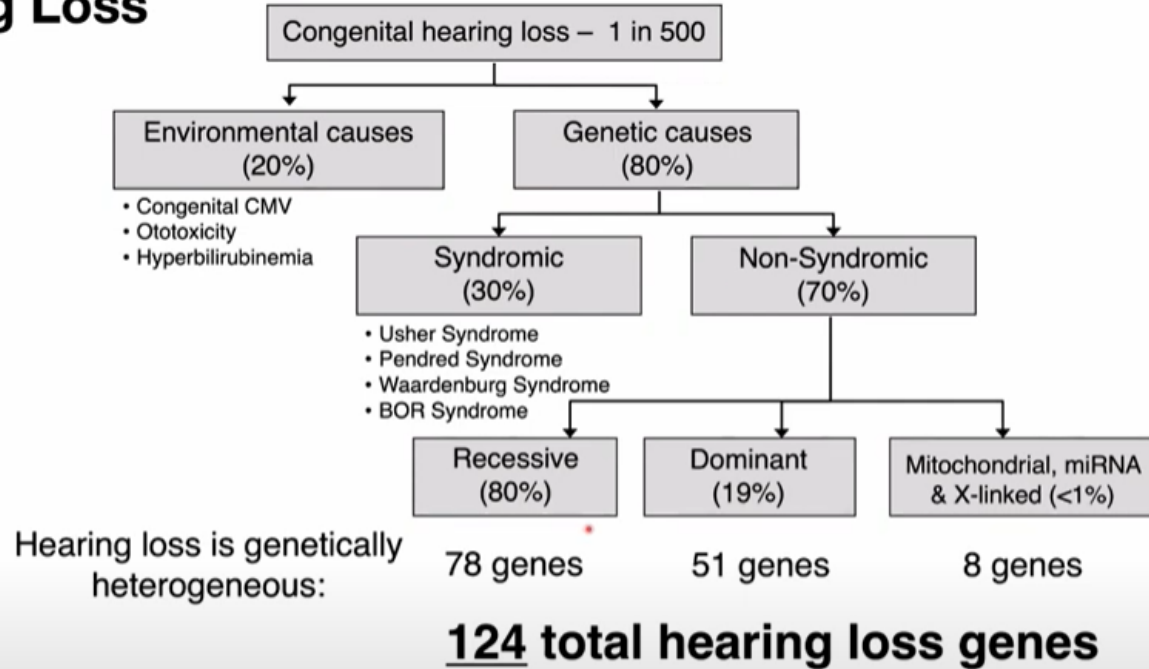 g Loss
Congenital hearing loss – 1 in 500
Environmental causes
(20%)
Genetic causes
(80%)
• Congenital CMV
• Ototoxicity
• Hyperbilirubinemia
Syndromic
(30%)
Non-Syndromic
(70%)
• Usher Syndrome
• Pendred Syndrome
• Waardenburg Syndrome
• BOR Syndrome
Recessive
(80%)
Dominant
(19%)
Mitochondrial, miRNA
& X-linked (<1%)
Hearing loss is genetically
heterogeneous:
78 genes
51 genes
8 genes
124 total hearing loss genes